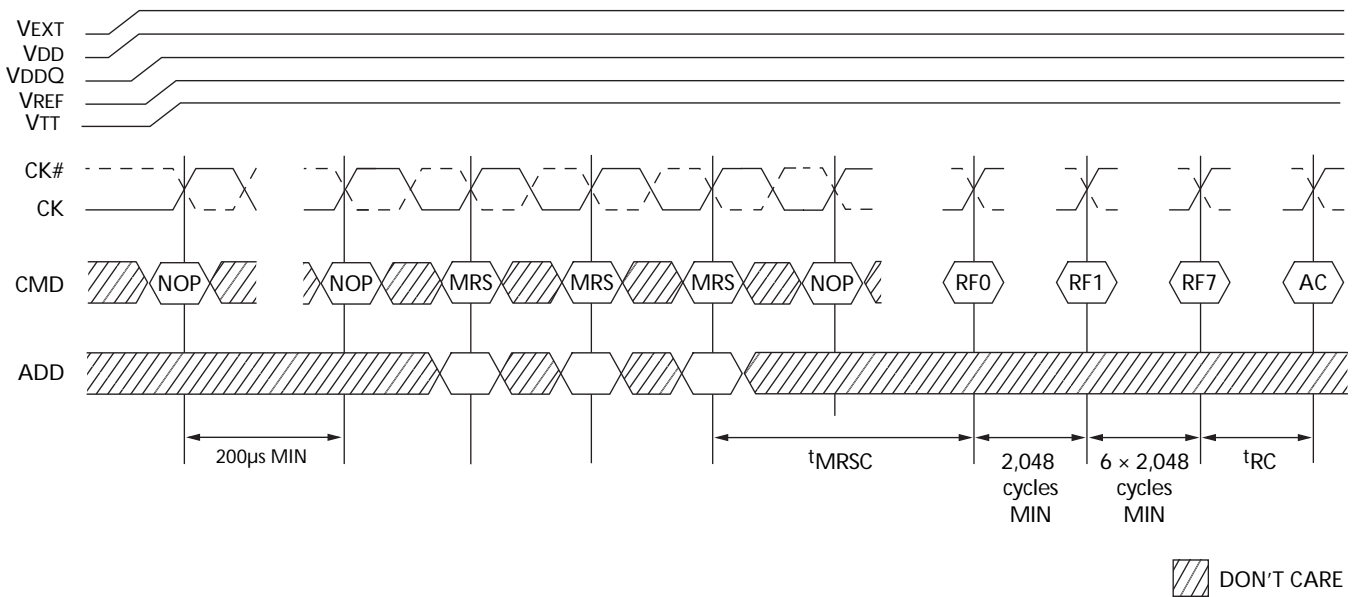 VEXT
VDD
VDDQ
VREF
VTT
CK#
CK
CMD NOP NOP MRS MRS MRS NOP RF0 RF1 RF7 AC
ADD
200μs MIN
tMRSC
2,048
cycles
MIN
6 × 2,048
cycles
MIN
tRC
DON'T CARE